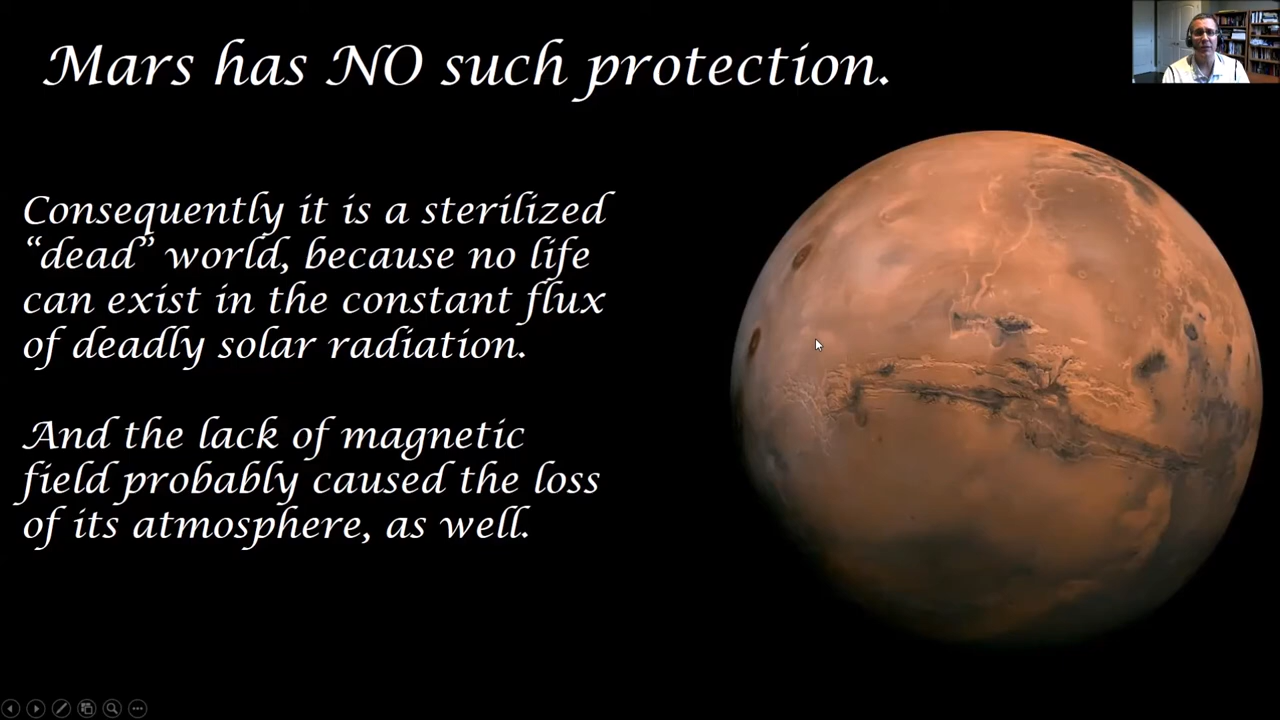 Mars has NO such protection.
Consequently it is a sterilized
“dead” world, because no life
can exist in the constant flux
of deadly solar radiation.
And the lack of magnetic
field probably caused the loss
of its atmosphere, as well.